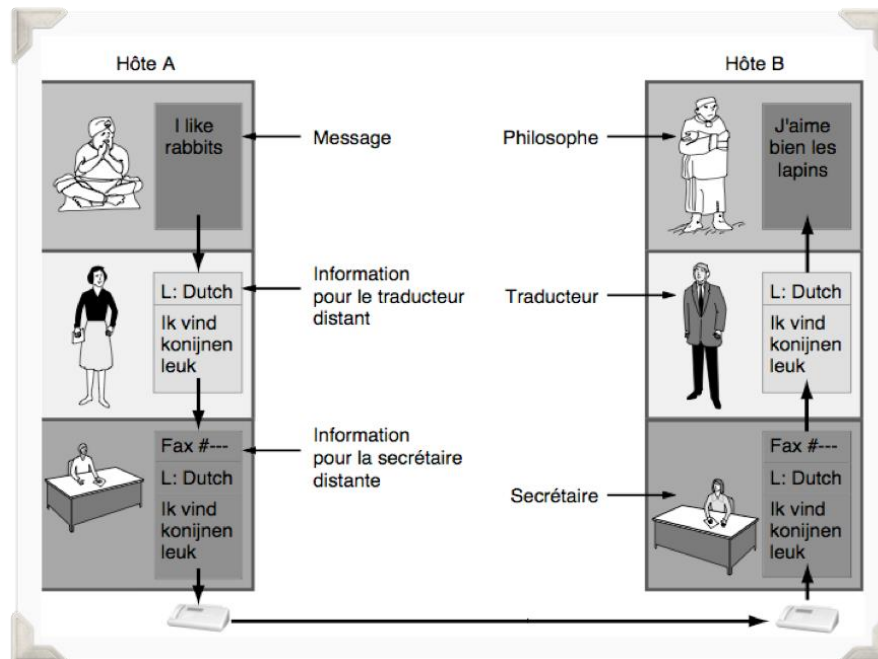 Hôte A
Hôte B
I like
rabbits
Message
Philosophe
J'aime
bien les
lapins
L: Dutch
Ik vind
konijnen
leuk
Information
pour le traducteur
distant
Traducteur
L: Dutch
Ik vind
konijnen
leuk
Fax #---
L: Dutch
Ik vind
konijnen
leuk
Information
pour la secrétaire
distante
Secrétaire
Fax #---
L: Dutch
Ik vind
konijnen
leuk